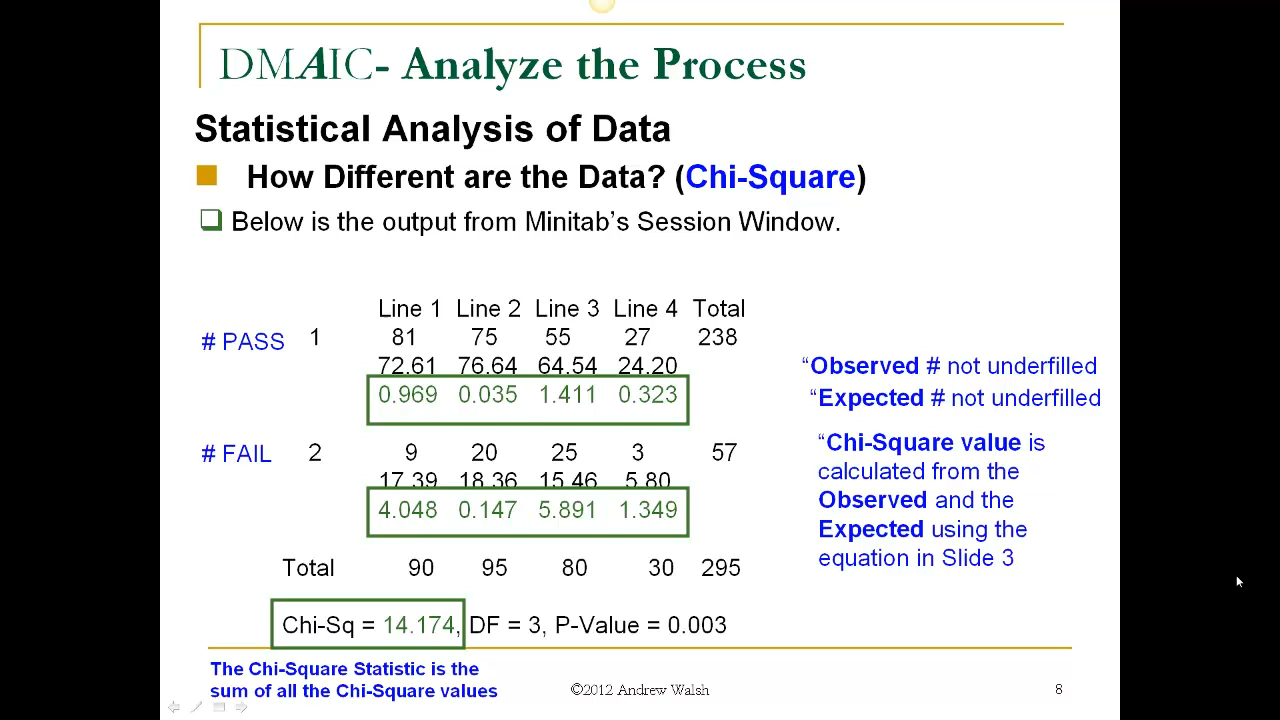 DMAIC- Analyze the Process
Statistical Analysis of Data
How Different are the Data? (Chi-Square)
Below is the output from Minitab’s Session Window.
Line 1 Line 2 Line 3 Line 4 Total
# PASS 1 81 75 55 27 238
72.61 76.64 64.54 24.20
0.969 0.035 1.411 0.323
# FAIL 2 9 20 25 3 57
17.39 18.36 15.46 5.80
4.048 0.147 5.891 1.349
Total 90 95 80 30 295
Chi-Sq = 14.174, DF = 3, P-Value = 0.003
“Observed # not underfilled
“Expected # not underfilled
“Chi-Square value is
calculated from the
Observed and the
Expected using the
equation in Slide 3
The Chi-Square Statistic is the
sum of all the Chi-Square values
©2012 Andrew Walsh
8